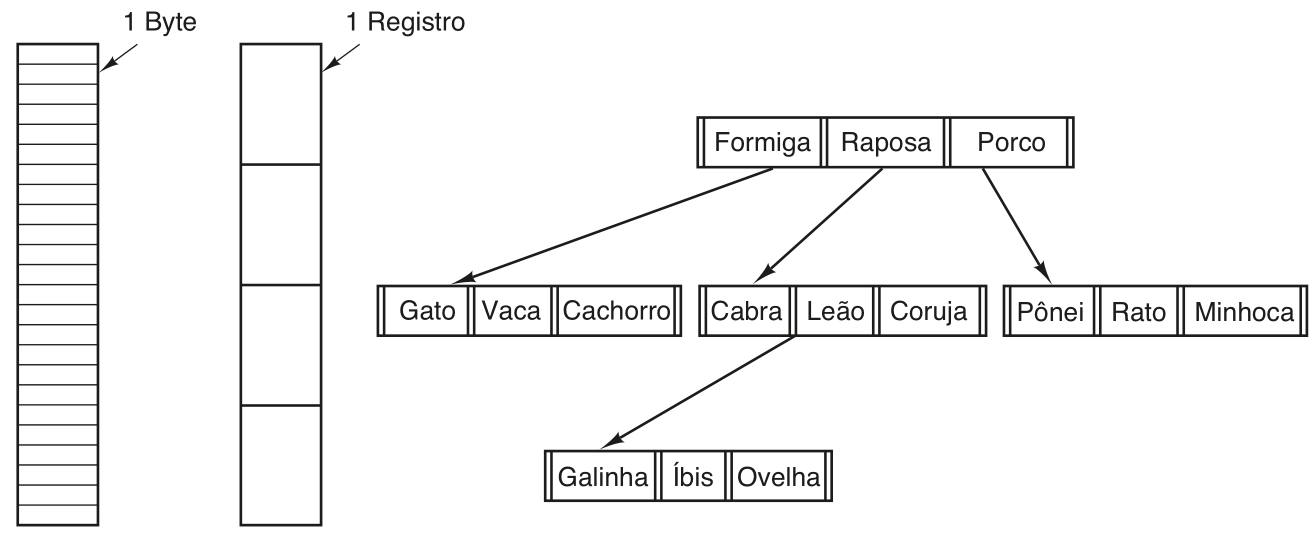 1 Byte
1 Registro
Formiga Raposa Porco
Gato Vaca Cachorro
Cabra Leão Coruja
Pônei Rato Minhoca
Galinha Íbis Ovelha